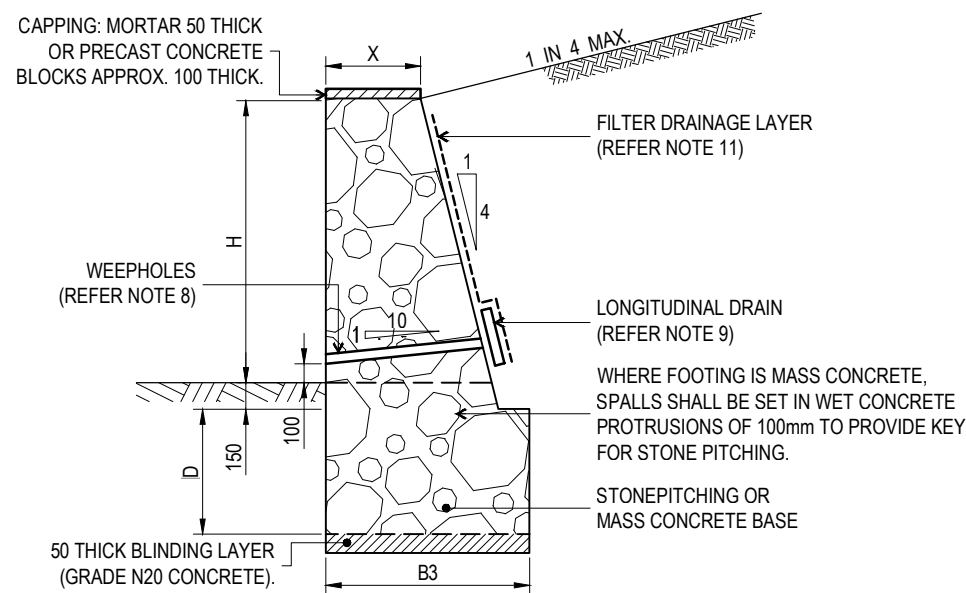 CAPPING: MORTAR 50 THICK
OR PRECAST CONCRETE
BLOCKS APPROX. 100 THICK.
X
1 IN 4 MAX.
FILTER DRAINAGE LAYER
(REFER NOTE 11)
1
4
H
WEEPHOLES
(REFER NOTE 8)
1
10
LONGITUDINAL DRAIN
(REFER NOTE 9)
WHERE FOOTING IS MASS CONCRETE,
SPALLS SHALL BE SET IN WET CONCRETE
PROTRUSIONS OF 100mm TO PROVIDE KEY
FOR STONE PITCHING.
100
150
D
STONEPITCHING OR
MASS CONCRETE BASE
50 THICK BLINDING LAYER
(GRADE N20 CONCRETE).
B3